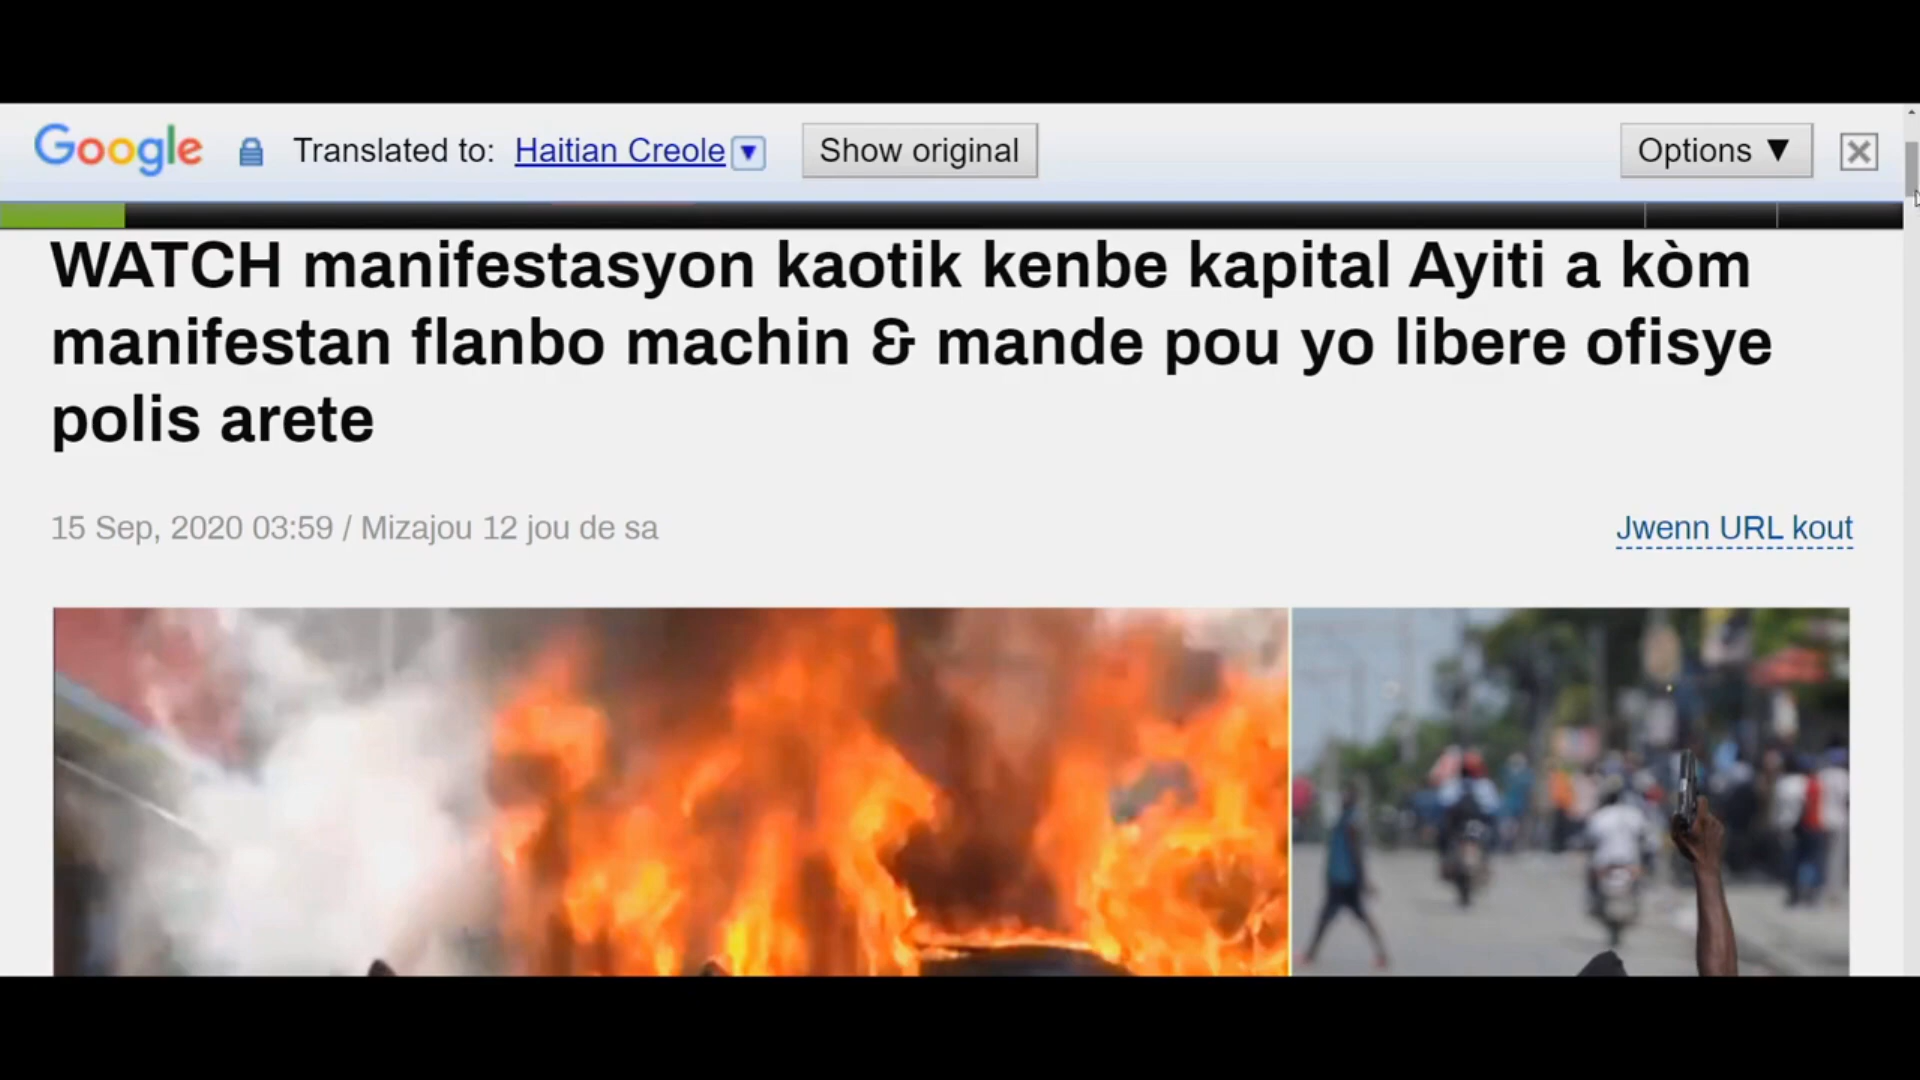 Google Translated to: Haitian Creole Show original Options ▼
WATCH manifestasyon kaotik kenbe kapital Ayiti a kòm
manifestan flanbo machin & mande pou yo libere ofisye
polis arete
15 Sep, 2020 03:59 / Mizajou 12 jou de sa Jwenn URL kout